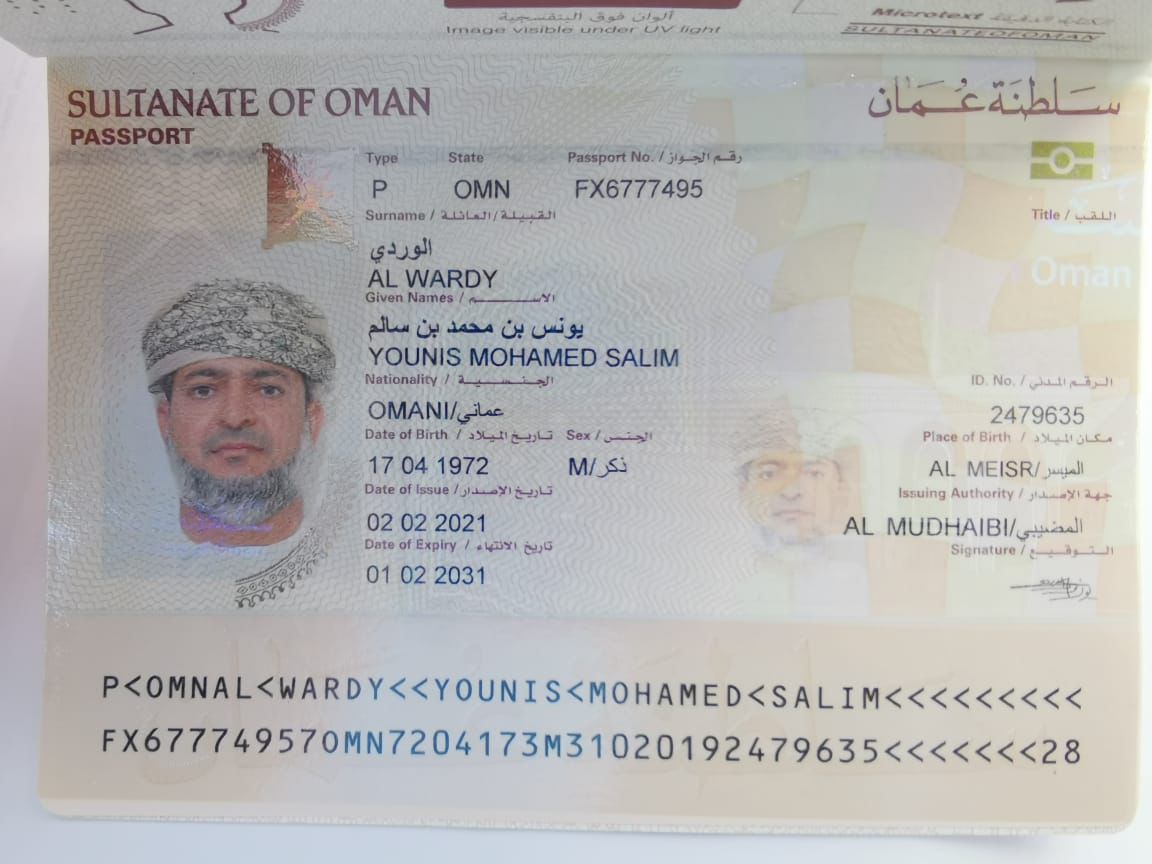 ألوان فوق البنفسجية
Image visible under UV light
Microtext
SULTANATEOFOMAN
SULTANATE OF OMAN
سلطنة عُمان
PASSPORT
Type State Passport No. / رقم الجواز
P OMN FX6777495
Surname / القبيلة/العائلة
Title / اللقب
الوردي
AL WARDY
Oman
Given Names / الاسم
يونس بن محمد بن سالم
YOUNIS MOHAMED SALIM
Nationality / الجنسية
ID. No. / الرقم المدني
OMANI/عماني
2479635
Date of Birth / تاريخ الميلاد Sex / الجنس
Place of Birth / مكان الميلاد
17 04 1972 M/ذكر
AL MEISR/الميسر
Date of Issue / تاريخ الإصدار
Issuing Authority / جهة الإصدار
02 02 2021
AL MUDHAIBI/المضيبي
Date of Expiry / تاريخ الانتهاء
Signature / التوقيع
01 02 2031
P<OMNAL<WARDY<<YOUNIS<MOHAMED<SALIM<<<<<<<<<
FX67774957OMN7204173M31020192479635<<<<<<<28